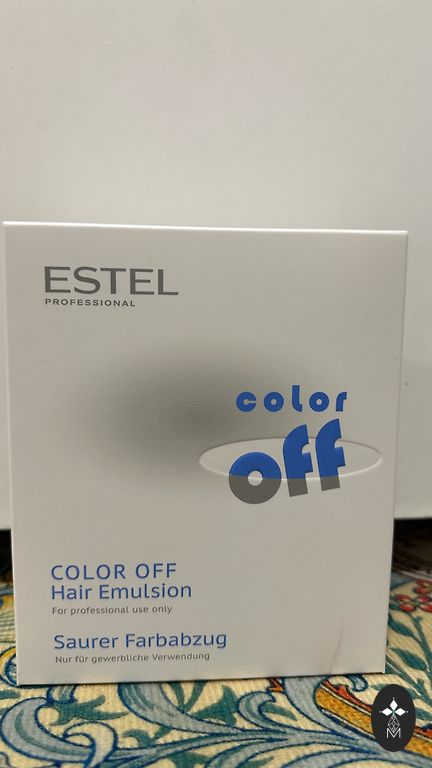 ESTEL
PROFESSIONAL
color
off
COLOR OFF
Hair Emulsion
For professional use only
Saurer Farbabzug
Nur für gewerbliche Verwendung